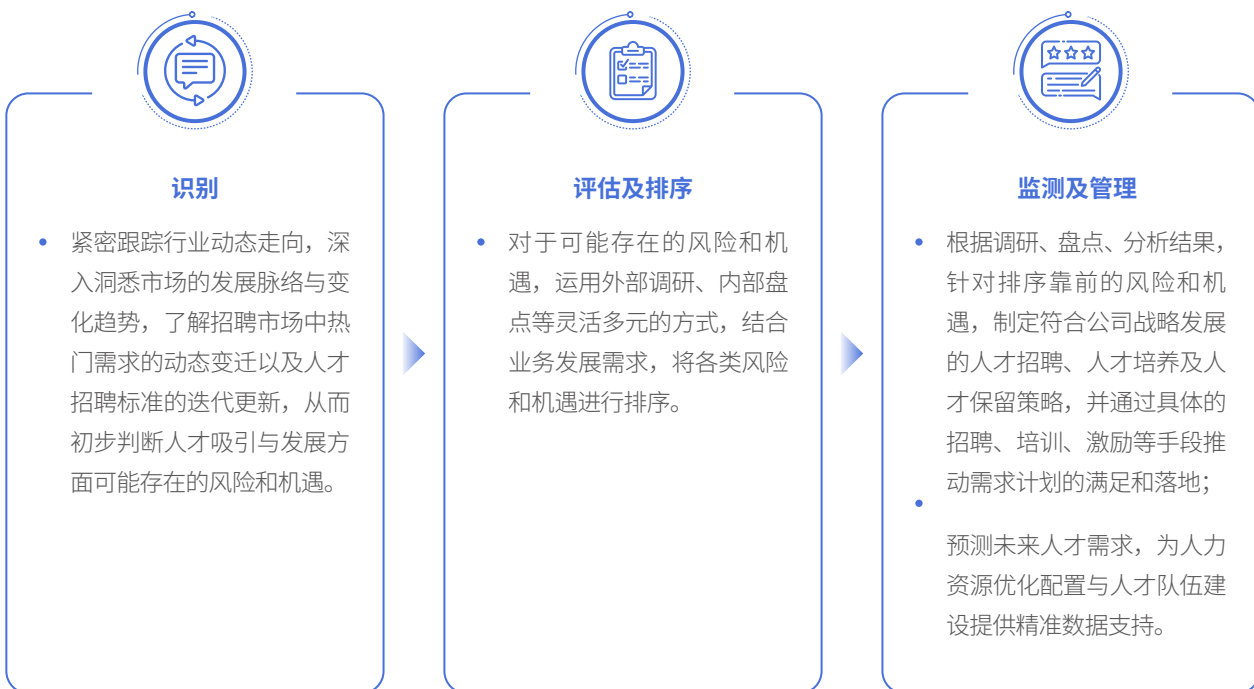 识别
• 紧密跟踪行业动态走向，深
入洞悉市场的发展脉络与变
化趋势，了解招聘市场中热
门需求的动态变迁以及人才
招聘标准的迭代更新，从而
初步判断人才吸引与发展方
面可能存在的风险和机遇。
评估及排序
• 对于可能存在的风险和机
遇，运用外部调研、内部盘
点等灵活多元的方式，结合
业务发展需求，将各类风险
和机遇进行排序。
监测及管理
• 根据调研、盘点、分析结果，
针对排序靠前的风险和机
遇，制定符合公司战略发展
的人才招聘、人才培养及人
才保留策略，并通过具体的
招聘、培训、激励等手段推
动需求计划的满足和落地；
• 预测未来人才需求，为人力
资源优化配置与人才队伍建
设提供精准数据支持。